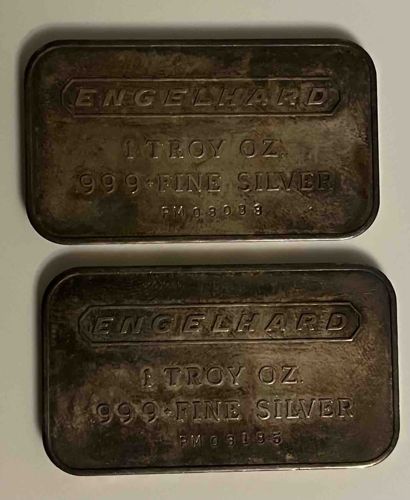 ENGELHARD
1 TROY OZ.
999+FINE SILVER
ENGELHARD
1 TROY OZ.
999+FINE SILVER